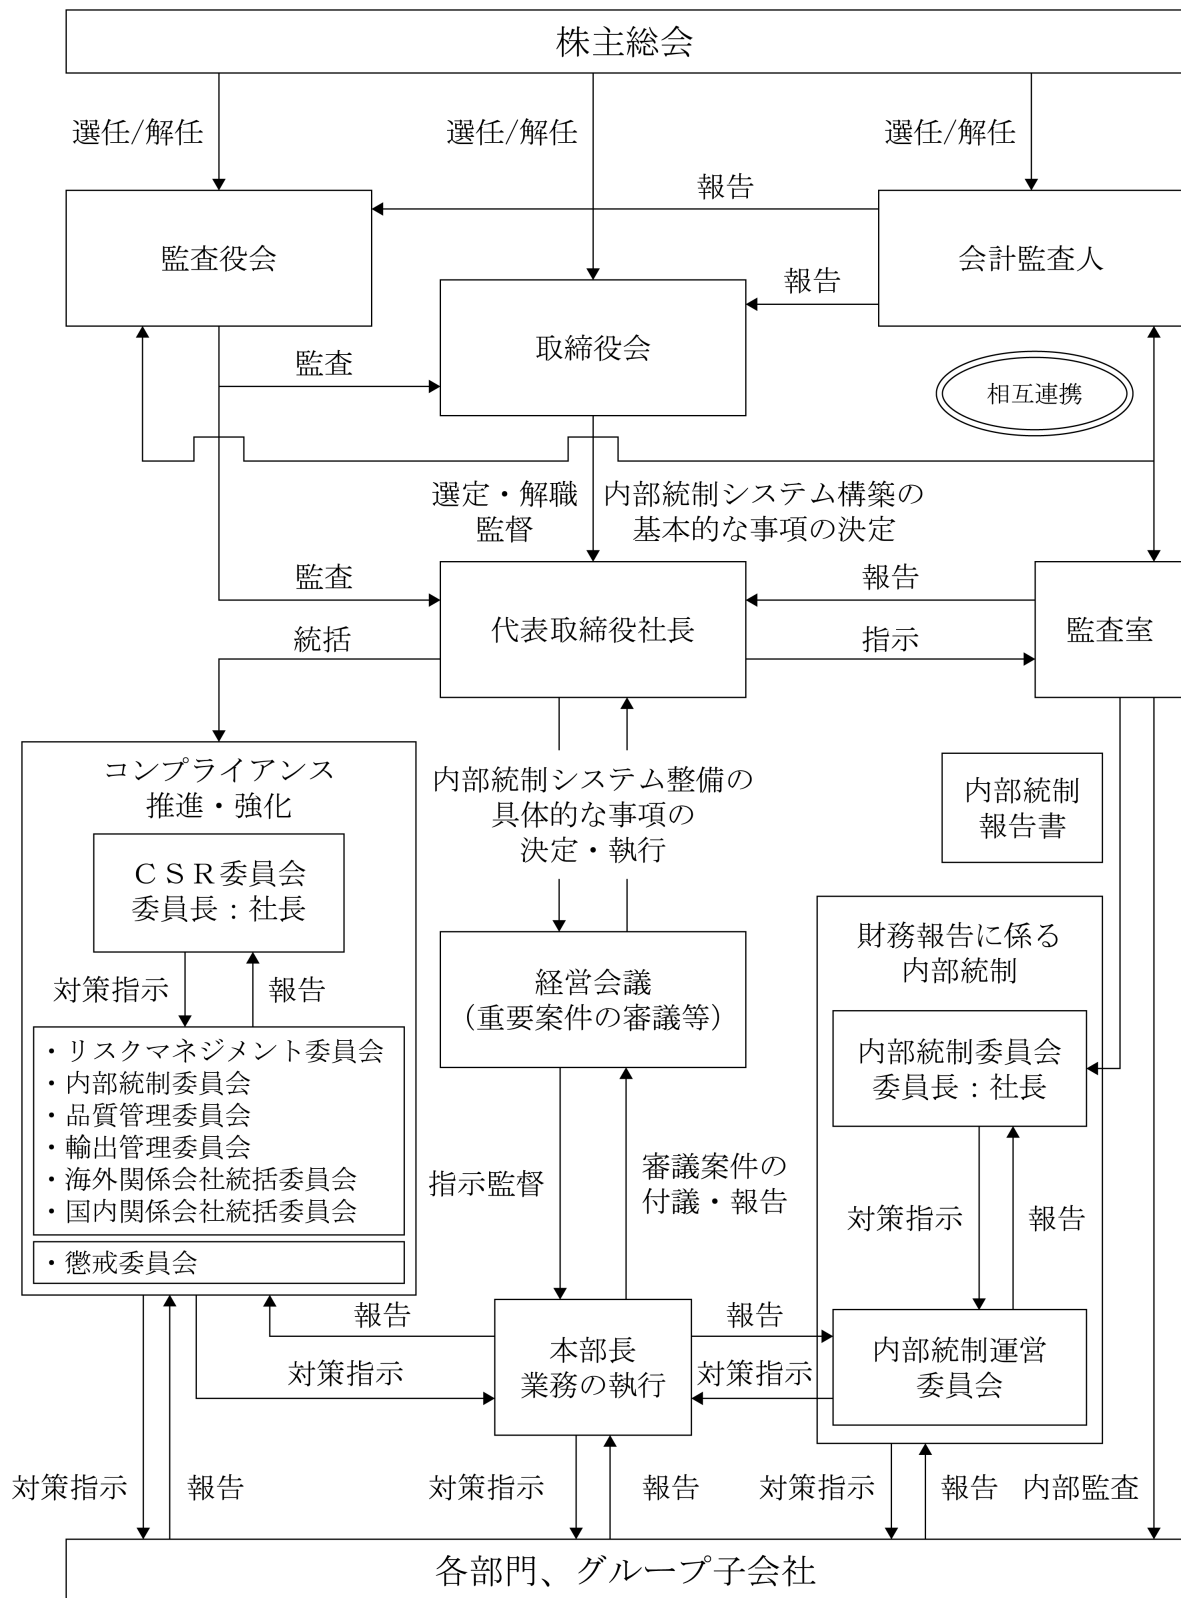 株主総会
選任/解任
選任/解任
選任/解任
報告
監査役会
会計監査人
報告
取締役会
監査
相互連携
選定・解職
監督
内部統制システム構築の
基本的な事項の決定
監査
報告
代表取締役社長
監査室
統括
指示
コンプライアンス
推進・強化
内部統制システム整備の
具体的な事項の
決定・執行
内部統制
報告書
ＣＳＲ委員会
委員長：社長
財務報告に係る
内部統制
対策指示
報告
経営会議
（重要案件の審議等）
・リスクマネジメント委員会
・内部統制委員会
・品質管理委員会
・輸出管理委員会
・海外関係会社統括委員会
・国内関係会社統括委員会
・懲戒委員会
内部統制委員会
委員長：社長
指示監督
審議案件の
付議・報告
対策指示
報告
報告
報告
本部長
業務の執行
内部統制運営
委員会
対策指示
対策指示
対策指示
報告
対策指示
報告
対策指示
報告
内部監査
各部門、グループ子会社